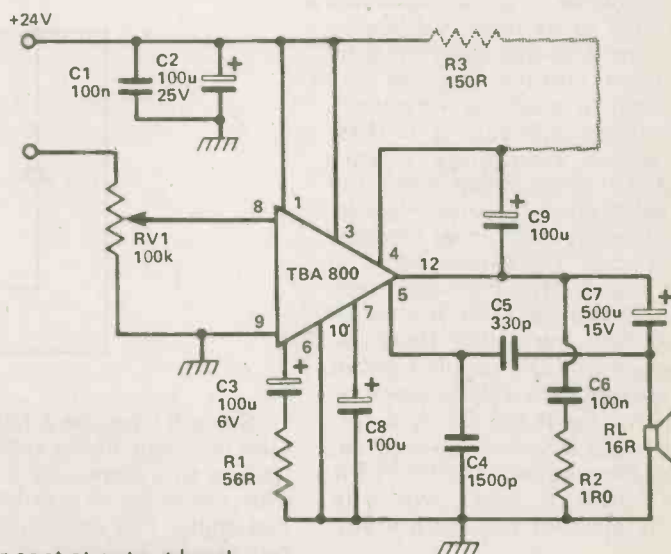 +24V
C1
100n
C2
100u
25V
R3
150R
RV1
100k
8
1
3
4
12
TBA 800
5
9
6
10
7
C9
100u
C5
330p
C7
500u
15V
C3
100u
6V
C8
100u
C6
100n
RL
16R
R1
56R
C4
1500p
R2
1R0